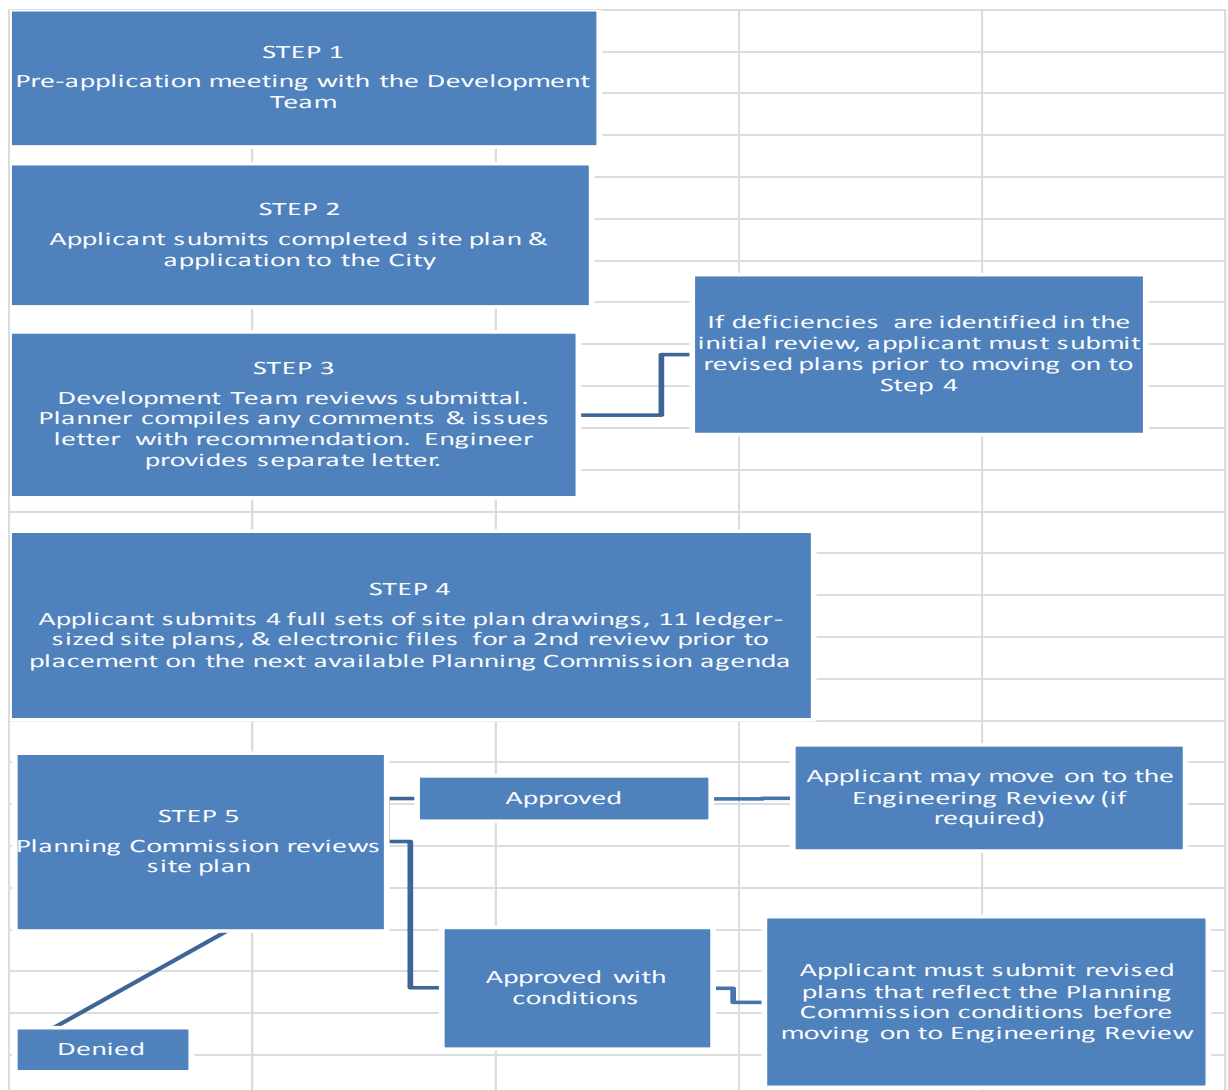 STEP 1
Pre-application meeting with the Development
Team
STEP 2
Applicant submits completed site plan &
application to the City
If deficiencies are identified in the
initial review, applicant must submit
revised plans prior to moving on to
Step 4
STEP 3
Development Team reviews submittal.
Planner compiles any comments & issues
letter with recommendation. Engineer
provides separate letter.
STEP 4
Applicant submits 4 full sets of site plan drawings, 11 ledger-
sized site plans, & electronic files for a 2nd review prior to
placement on the next available Planning Commission agenda
STEP 5
Planning Commission reviews
site plan
Approved
Applicant may move on to the
Engineering Review (if
required)
Approved with
conditions
Applicant must submit revised
plans that reflect the Planning
Commission conditions before
moving on to Engineering Review
Denied